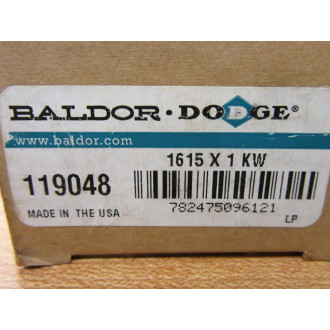 BALDOR · DODGE®
www.baldor.com
1615 X 1 KW
119048
MADE IN THE USA
782475096121
LP